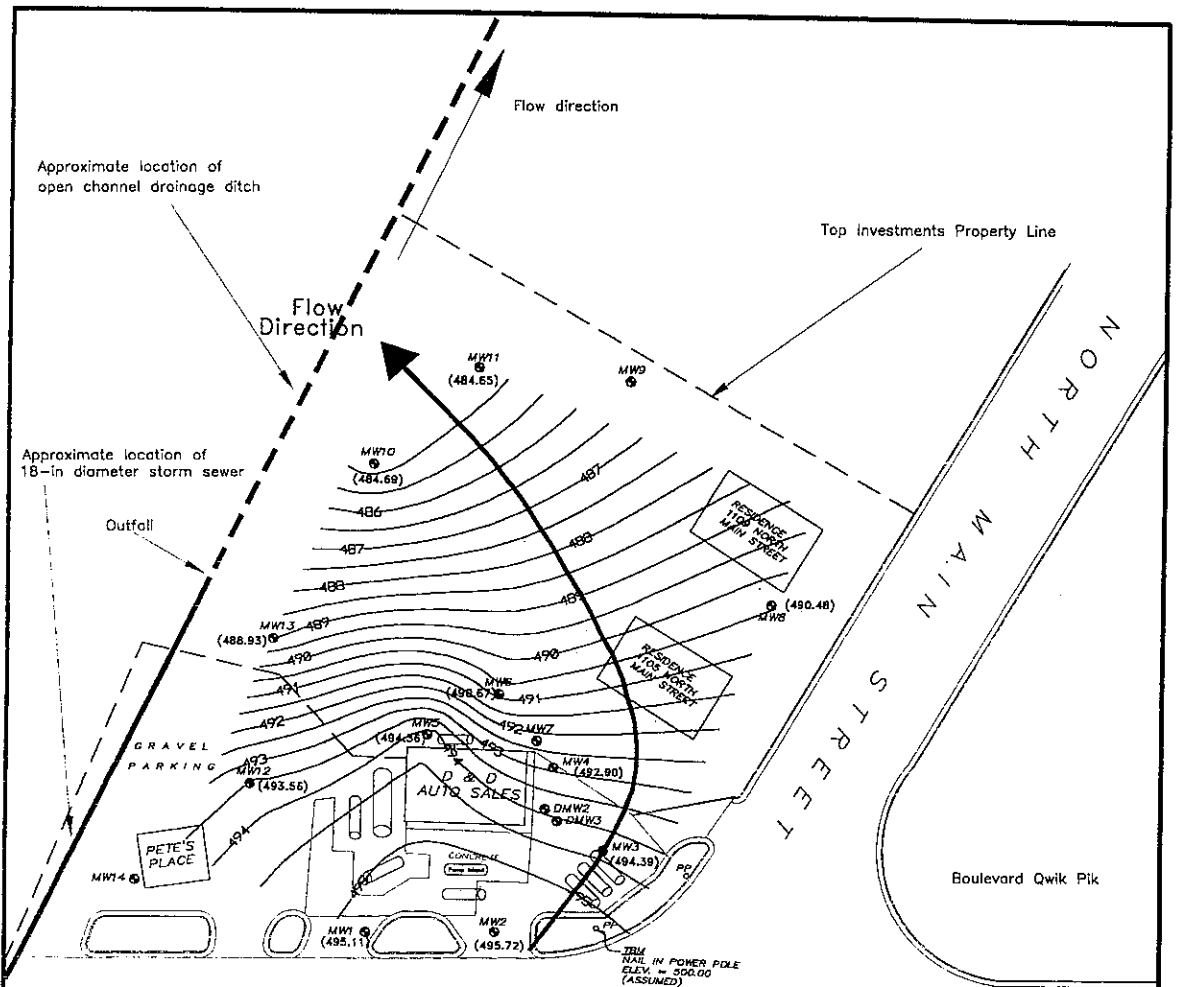 Flow direction
Approximate location of
open channel drainage ditch
Top Investments Property Line
Flow
Direction
MW11
(484.65)
MW9
MW10
(484.69)
Approximate location of
18-in diameter storm sewer
Outfall
487
486
487
488
488
489
489
490
490
491
491
492
492
493
493
494
494
495
RESIDENCE
1109 NORTH
MAIN STREET
MW8
(490.48)
MW13
(488.93)
RESIDENCE
1105 NORTH
MAIN STREET
MW6
MW7
MW5
(494.36)
MW4
(492.90)
GRAVEL
PARKING
MW12
(493.56)
D & D
AUTO SALES
DMW2
DMW3
MW3
(494.39)
PETE'S
PLACE
CONCRETE
Pump Island
MW14
PP
MW1
(495.11)
MW2
(495.72)
TBM
NAIL IN POWER POLE
ELEV. = 500.00
(ASSUMED)
NORTH MAIN STREET
Boulevard Qwik Pik